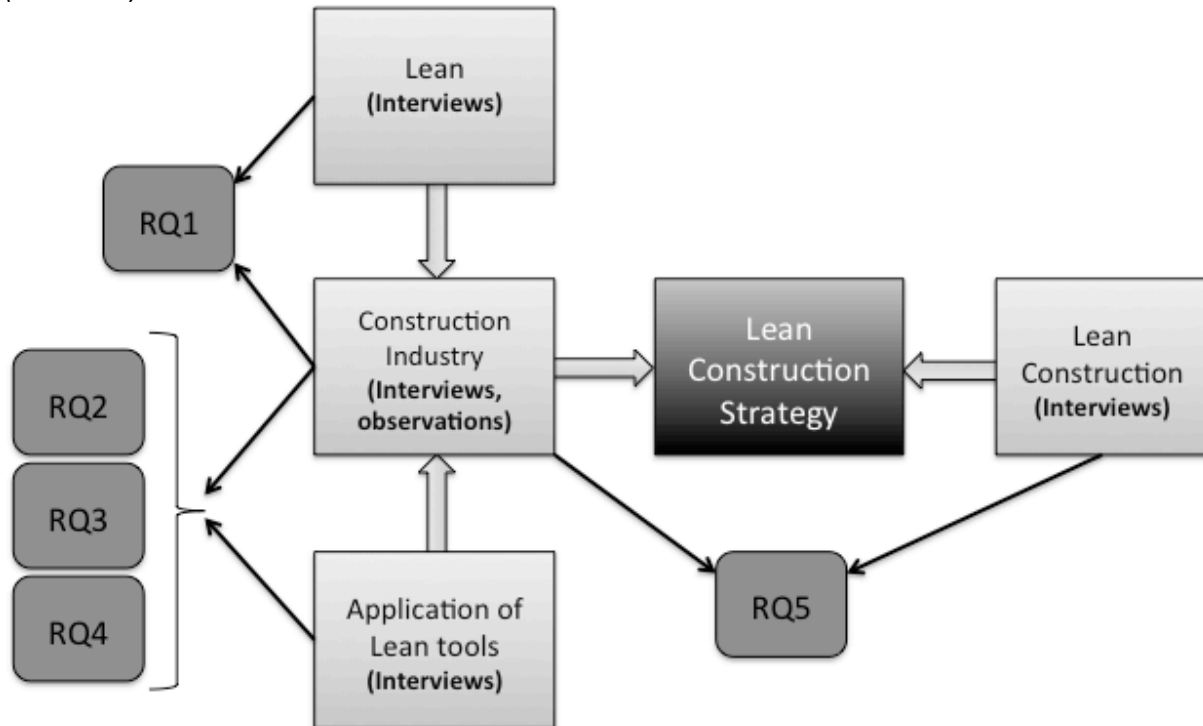 Lean
(Interviews)
RQ1
Construction
Industry
(Interviews,
observations)
Lean
Construction
Strategy
Lean
Construction
(Interviews)
RQ2
RQ3
RQ4
Application of
Lean tools
(Interviews)
RQ5